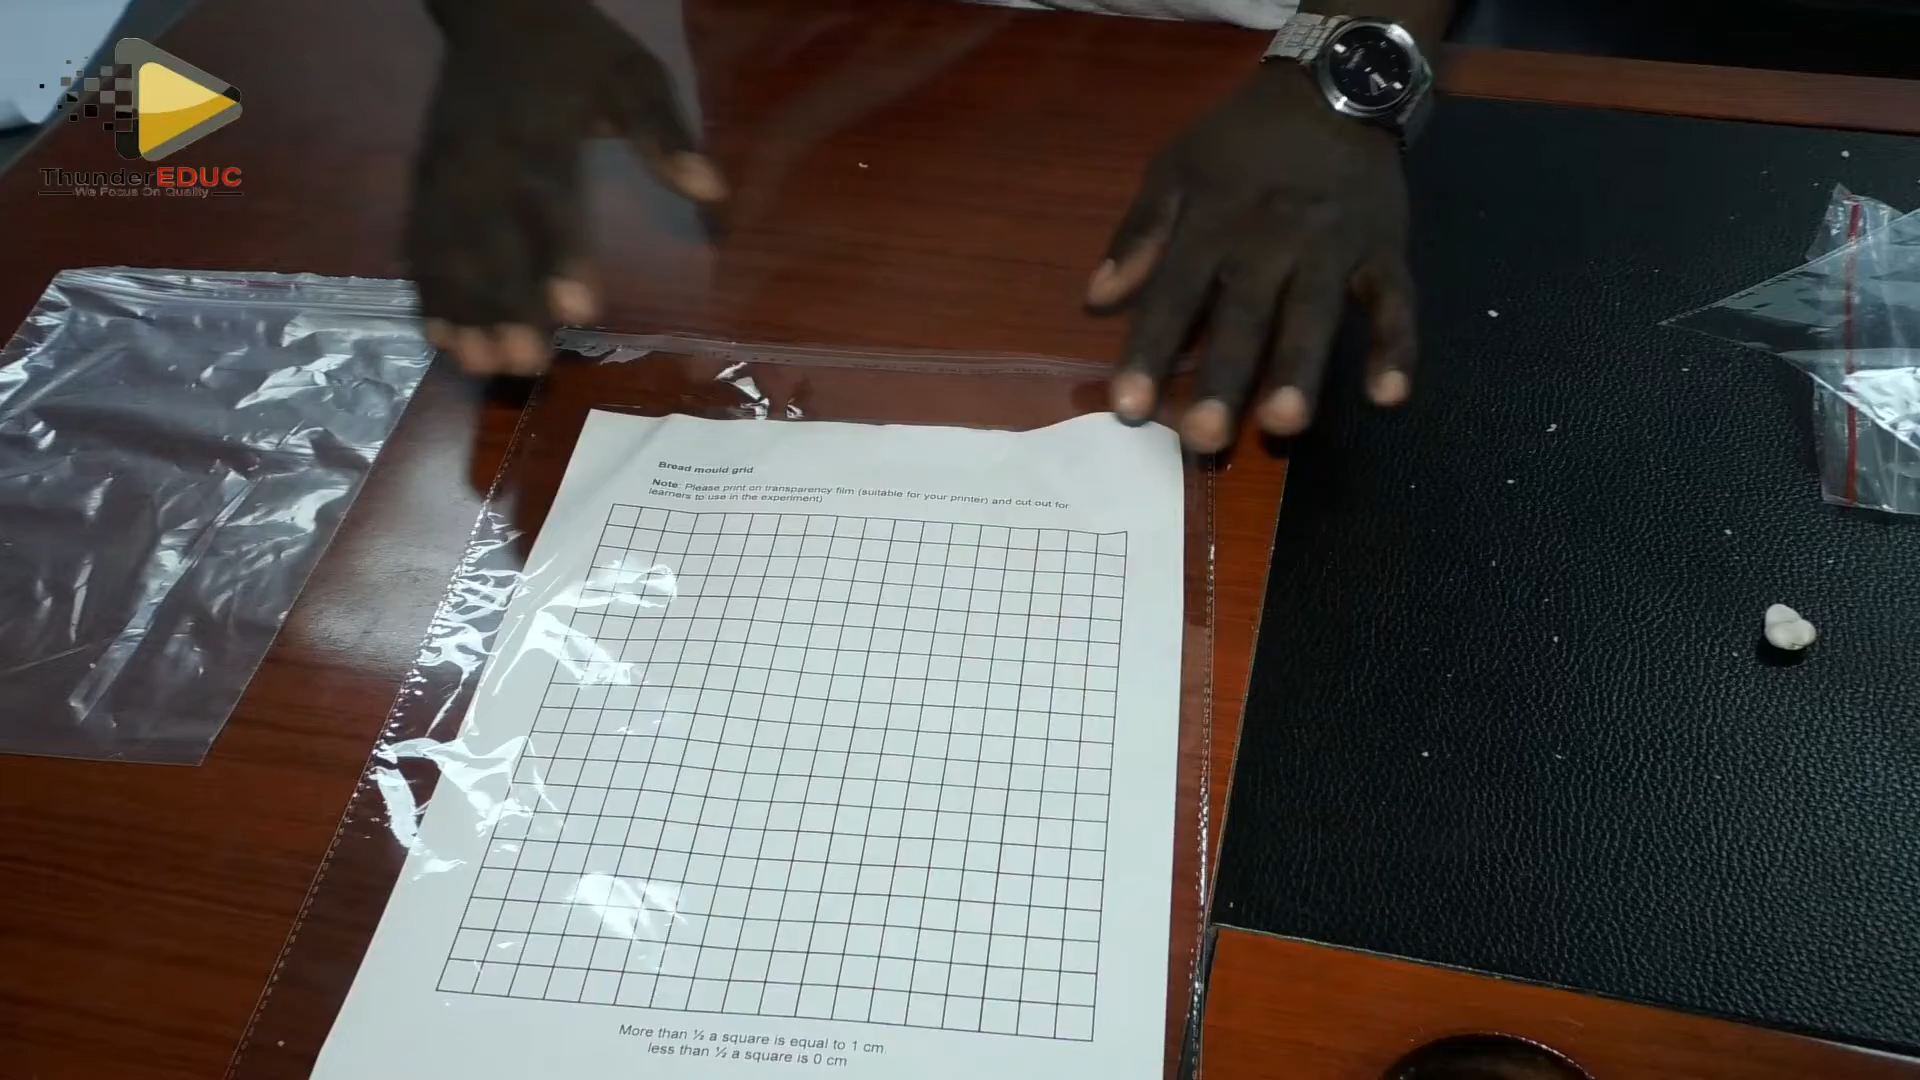 ThunderEDUC
We Focus On Quality
Bread mould grid
Note: Please print on transparency film (suitable for your printer) and cut out for
learners to use in the experiment)
More than ½ a square is equal to 1 cm
less than ½ a square is 0 cm